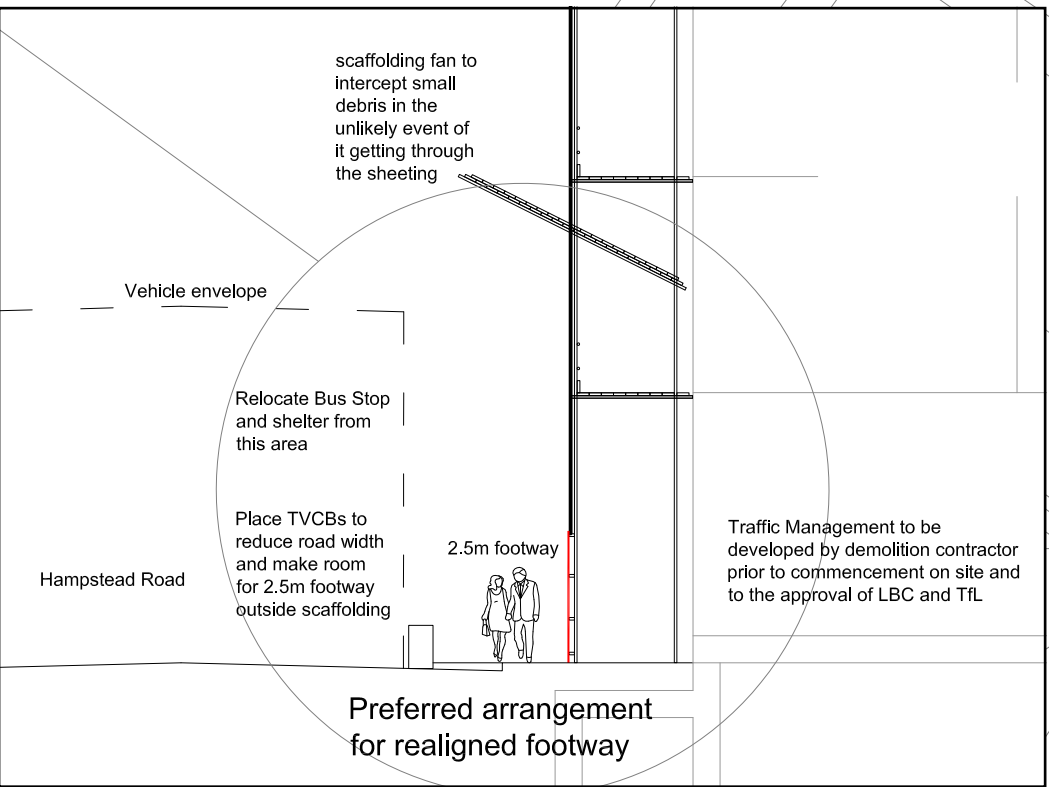 scaffolding fan to
intercept small
debris in the
unlikely event of
it getting through
the sheeting
Vehicle envelope
Relocate Bus Stop
and shelter from
this area
Place TVCBs to
reduce road width
and make room
for 2.5m footway
outside scaffolding
2.5m footway
Hampstead Road
Traffic Management to be
developed by demolition contractor
prior to commencement on site and
to the approval of LBC and TfL
Preferred arrangement
for realigned footway